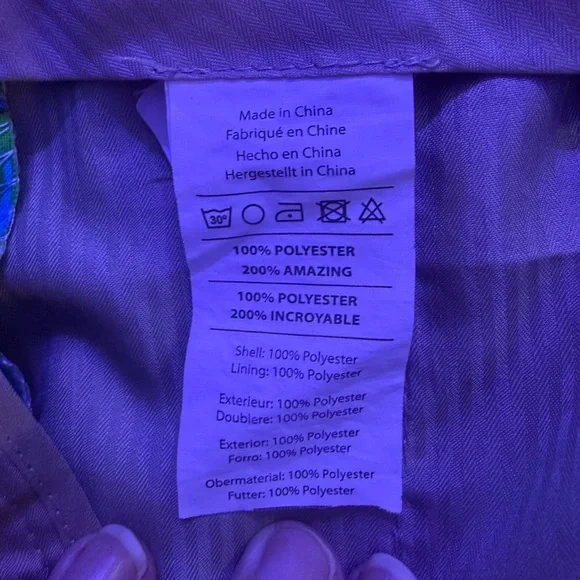 Made in China
Fabriqué en Chine
Hecho en China
Hergestellt in China
30°
100% POLYESTER
200% AMAZING
100% POLYESTER
200% INCROYABLE
Shell: 100% Polyester
Lining: 100% Polyester
Exterieur: 100% Polyester
Doubliere: 100% Polyester
Exterior: 100% Polyester
Forro: 100% Polyester
Obermaterial: 100% Polyester
Futter: 100% Polyester